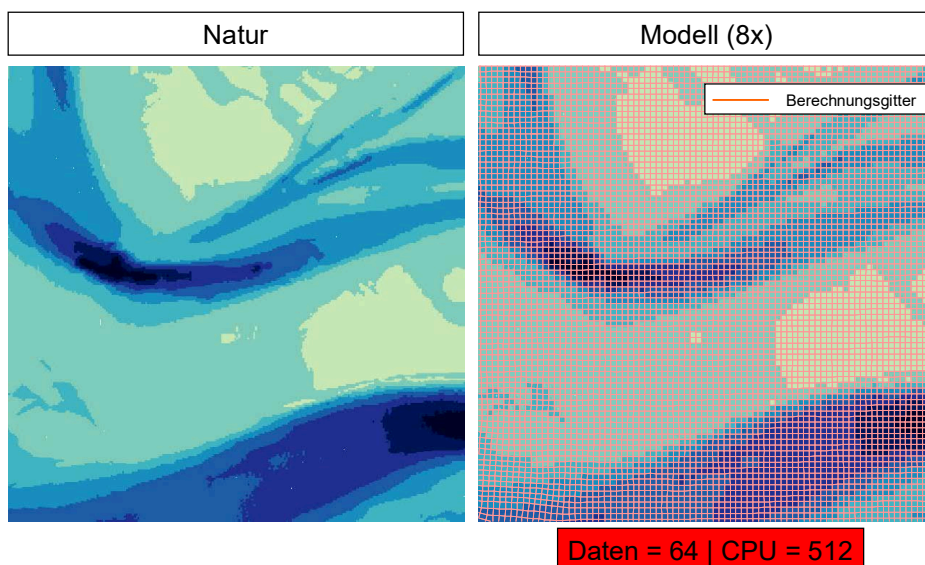 Natur
Modell (8x)
Berechnungsgitter
Daten = 64 | CPU = 512